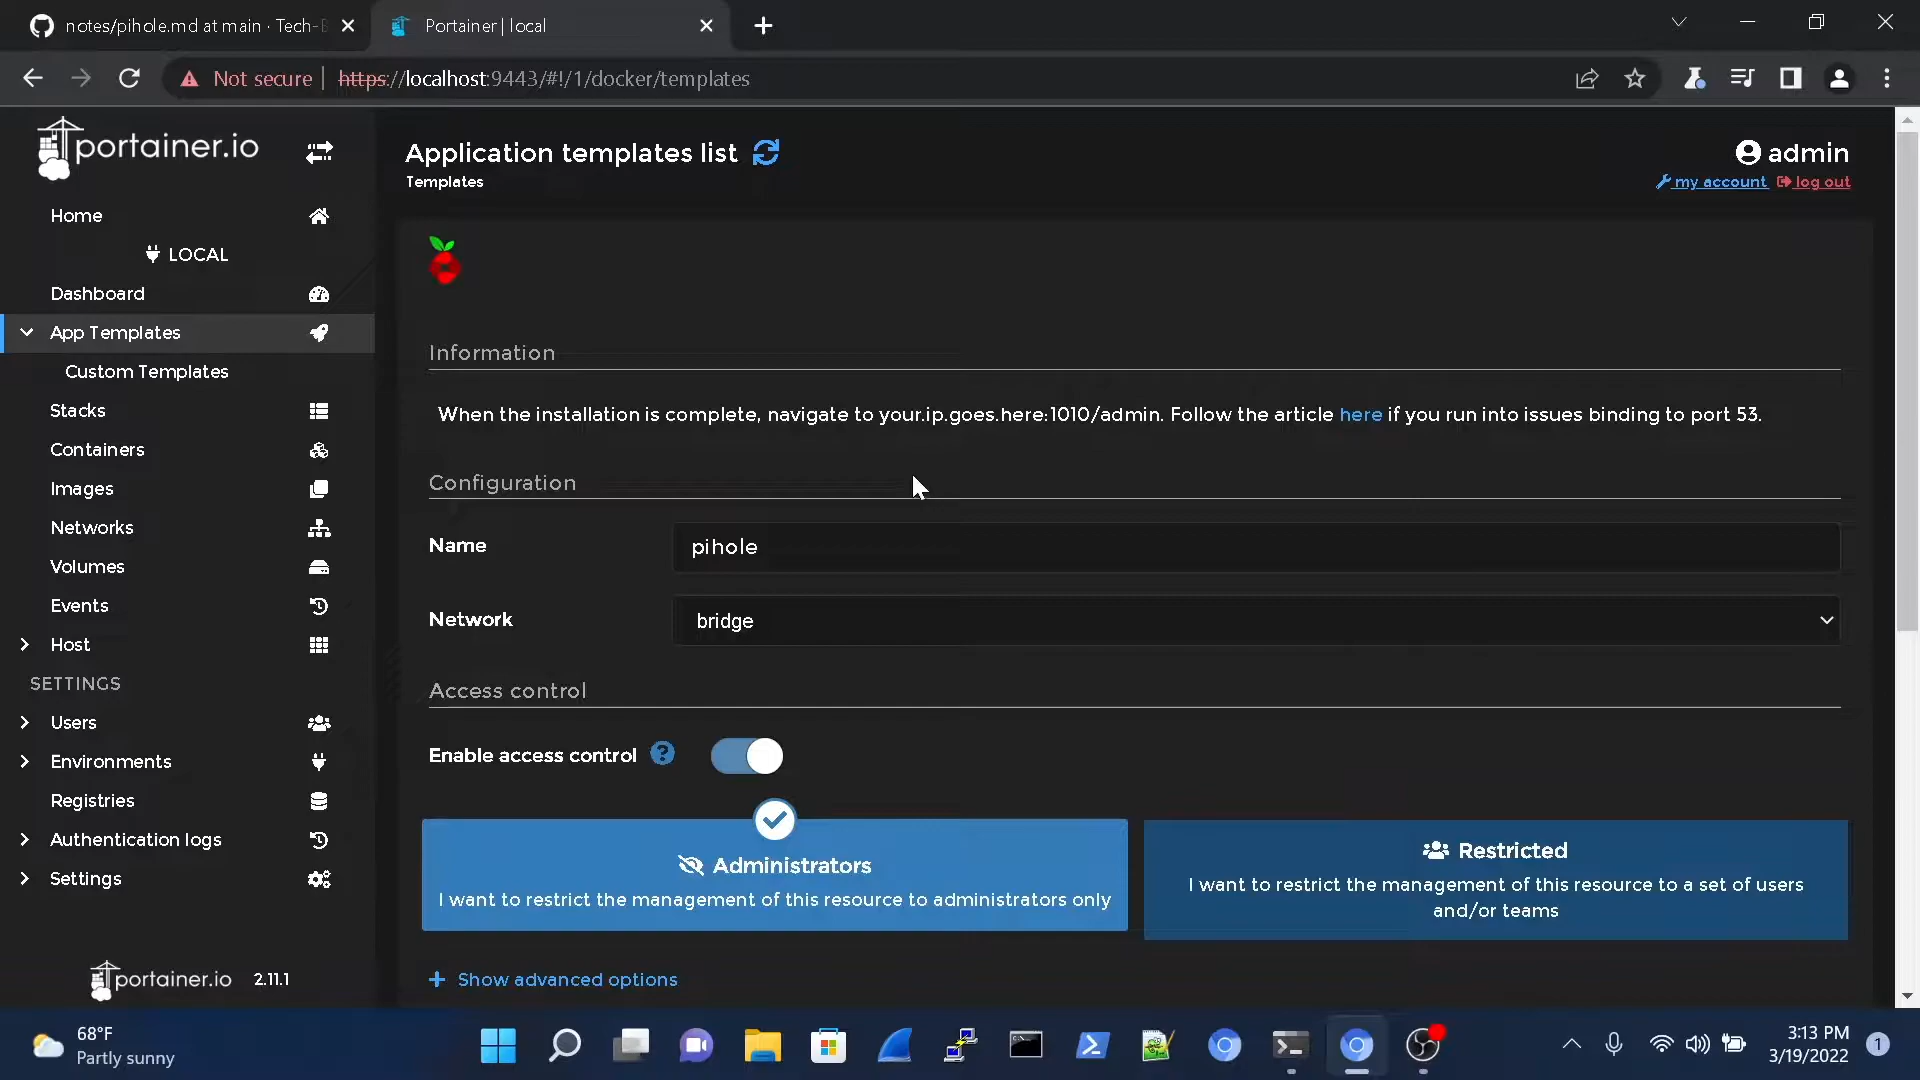 notes/pihole.md at main · Tech-
Portainer | local
Not secure | https://localhost:9443/#!/1/docker/templates
portainer.io
Home
LOCAL
Dashboard
App Templates
Custom Templates
Stacks
Containers
Images
Networks
Volumes
Events
Host
SETTINGS
Users
Environments
Registries
Authentication logs
Settings
portainer.io 2.11.1
Application templates list
Templates
admin
my account log out
Information
When the installation is complete, navigate to your.ip.goes.here:1010/admin. Follow the article here if you run into issues binding to port 53.
Configuration
Name pihole
Network bridge
Access control
Enable access control
Administrators
I want to restrict the management of this resource to administrators only
Restricted
I want to restrict the management of this resource to a set of users
and/or teams
Show advanced options
68°F
Partly sunny
3:13 PM
3/19/2022
1